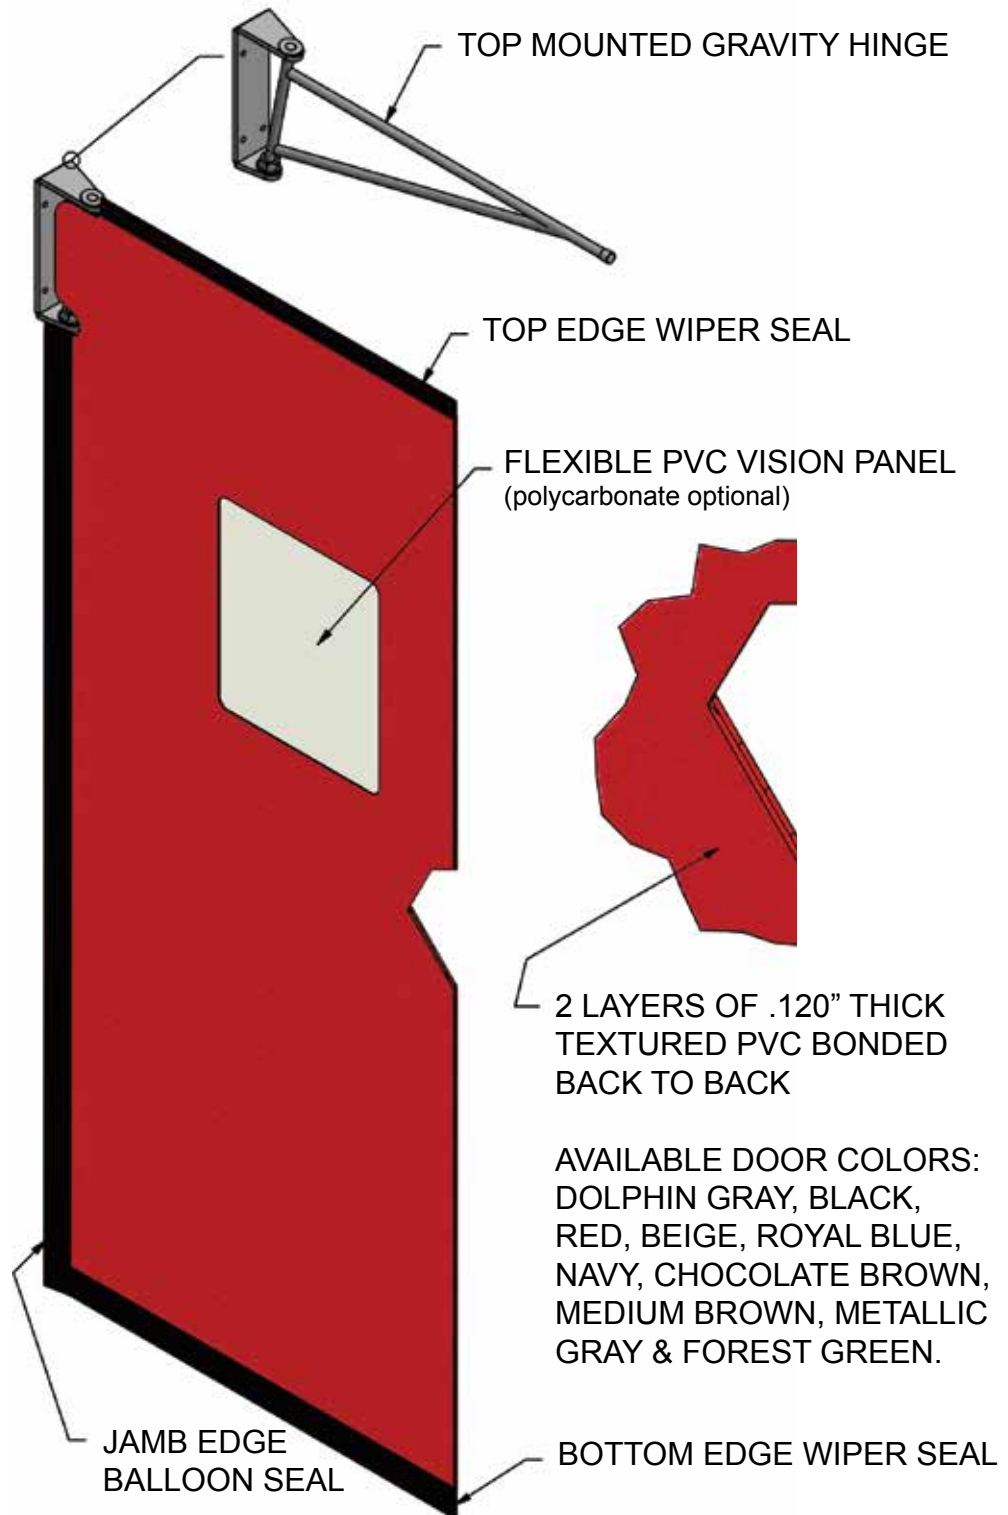 TOP MOUNTED GRAVITY HINGE
TOP EDGE WIPER SEAL
FLEXIBLE PVC VISION PANEL
(polycarbonate optional)
2 LAYERS OF .120” THICK
TEXTURED PVC BONDED
BACK TO BACK
AVAILABLE DOOR COLORS:
DOLPHIN GRAY, BLACK,
RED, BEIGE, ROYAL BLUE,
NAVY, CHOCOLATE BROWN,
MEDIUM BROWN, METALLIC
GRAY & FOREST GREEN.
JAMB EDGE
BALLOON SEAL
BOTTOM EDGE WIPER SEAL